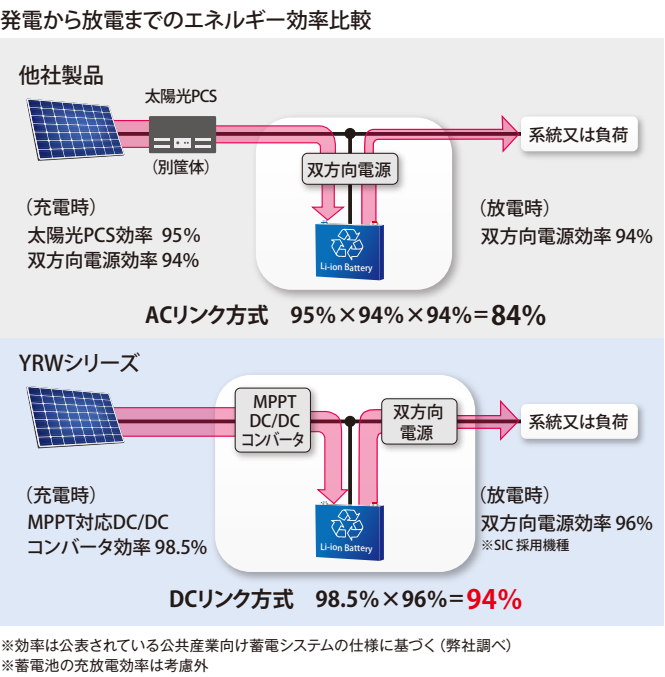 発電から放電までのエネルギー効率比較
他社製品
太陽光PCS
(別筐体)
双方向電源
系統又は負荷
Li-ion Battery
(充電時)
太陽光PCS効率 95%
双方向電源効率 94%
(放電時)
双方向電源効率 94%
ACリンク方式 95%×94%×94%=84%
YRWシリーズ
MPPT
DC/DC
コンバータ
双方向
電源
系統又は負荷
Li-ion Battery
(充電時)
MPPT対応DC/DC
コンバータ効率 98.5%
(放電時)
双方向電源効率 96%
※SIC 採用機種
DCリンク方式 98.5%×96%=94%
※効率は公表されている公共産業向け蓄電システムの仕様に基づく(弊社調べ)
※蓄電池の充放電効率は考慮外